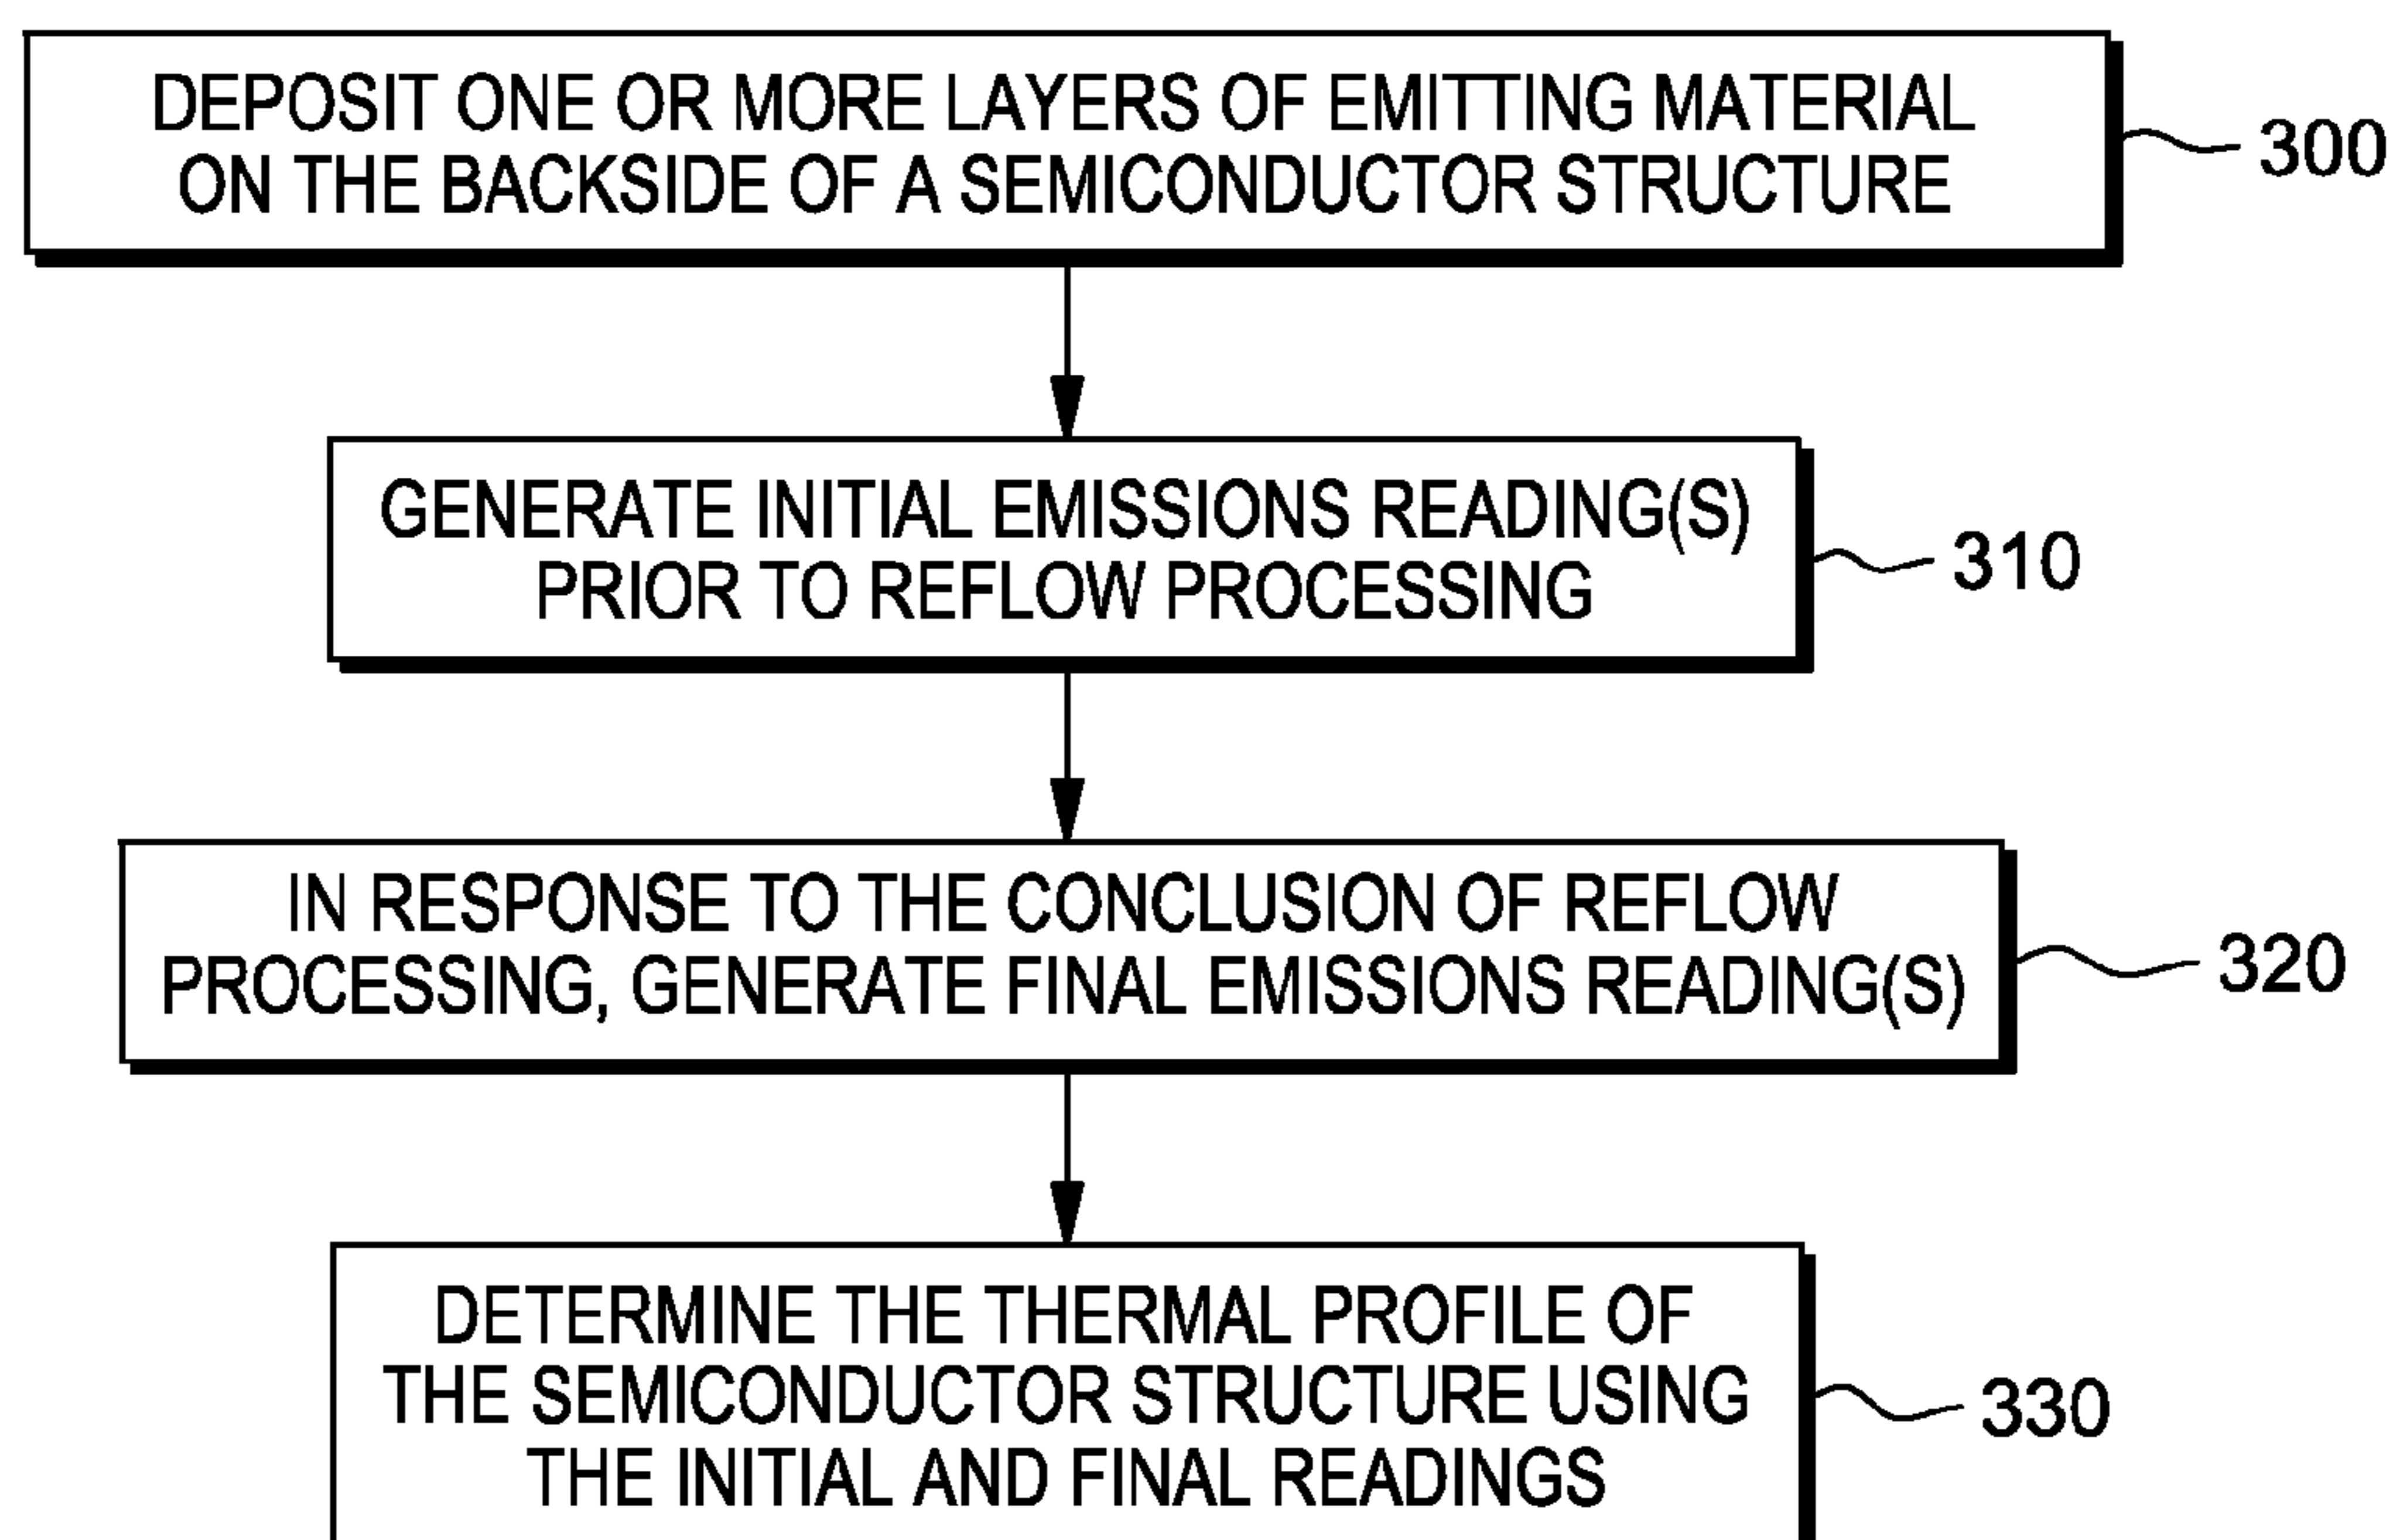 DEPOSIT ONE OR MORE LAYERS OF EMITTING MATERIAL
ON THE BACKSIDE OF A SEMICONDUCTOR STRUCTURE
300
GENERATE INITIAL EMISSIONS READING(S)
PRIOR TO REFLOW PROCESSING
310
IN RESPONSE TO THE CONCLUSION OF REFLOW
PROCESSING, GENERATE FINAL EMISSIONS READING(S)
320
DETERMINE THE THERMAL PROFILE OF
THE SEMICONDUCTOR STRUCTURE USING
THE INITIAL AND FINAL READINGS
330